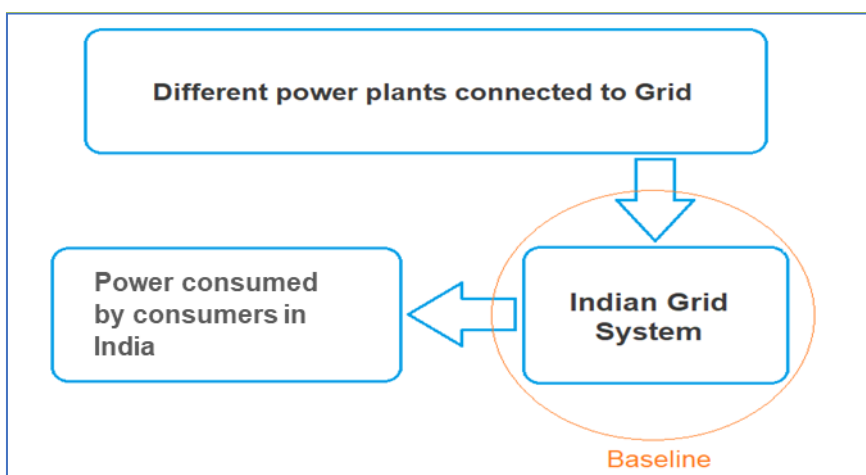 Different power plants connected to Grid
Power consumed
by consumers in
India
Indian Grid
System
Baseline